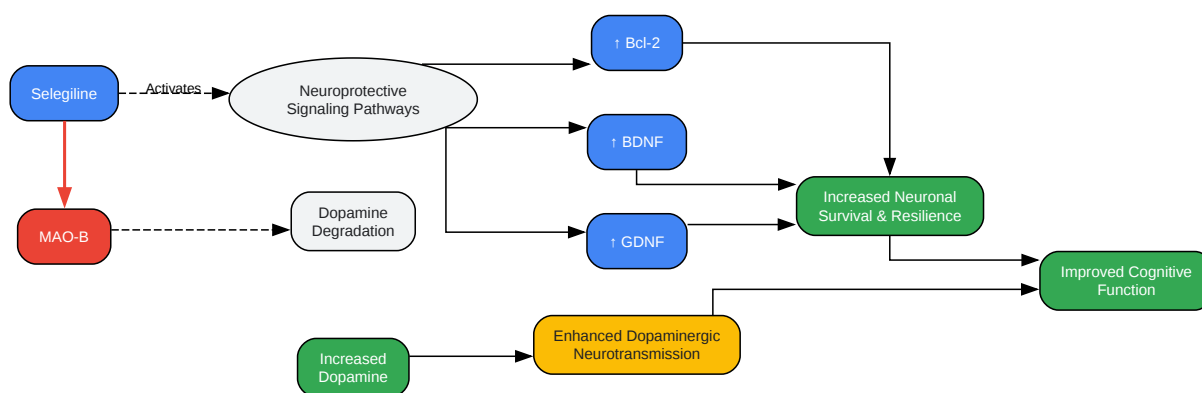 ↑ Bcl-2
Selegiline
Activates
Neuroprotective
Signaling Pathways
↑ BDNF
Increased Neuronal
Survival & Resilience
Dopamine
Degradation
MAO-B
↑ GDNF
Improved Cognitive
Function
Enhanced Dopaminergic
Neurotransmission
Increased
Dopamine